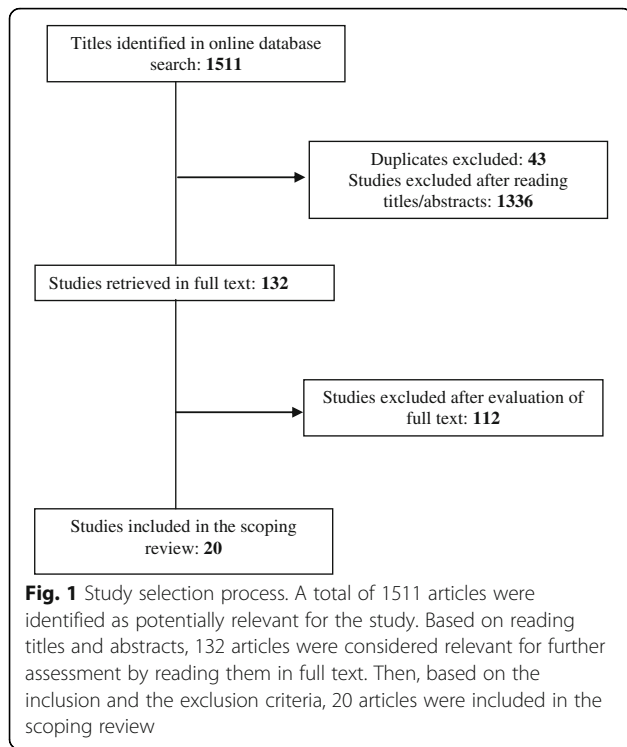 Titles identified in online database
search: 1511
Duplicates excluded: 43
Studies excluded after reading
titles/abstracts: 1336
Studies retrieved in full text: 132
Studies excluded after evaluation of
full text: 112
Studies included in the scoping
review: 20
Fig. 1 Study selection process. A total of 1511 articles were
identified as potentially relevant for the study. Based on reading
titles and abstracts, 132 articles were considered relevant for further
assessment by reading them in full text. Then, based on the
inclusion and the exclusion criteria, 20 articles were included in the
scoping review